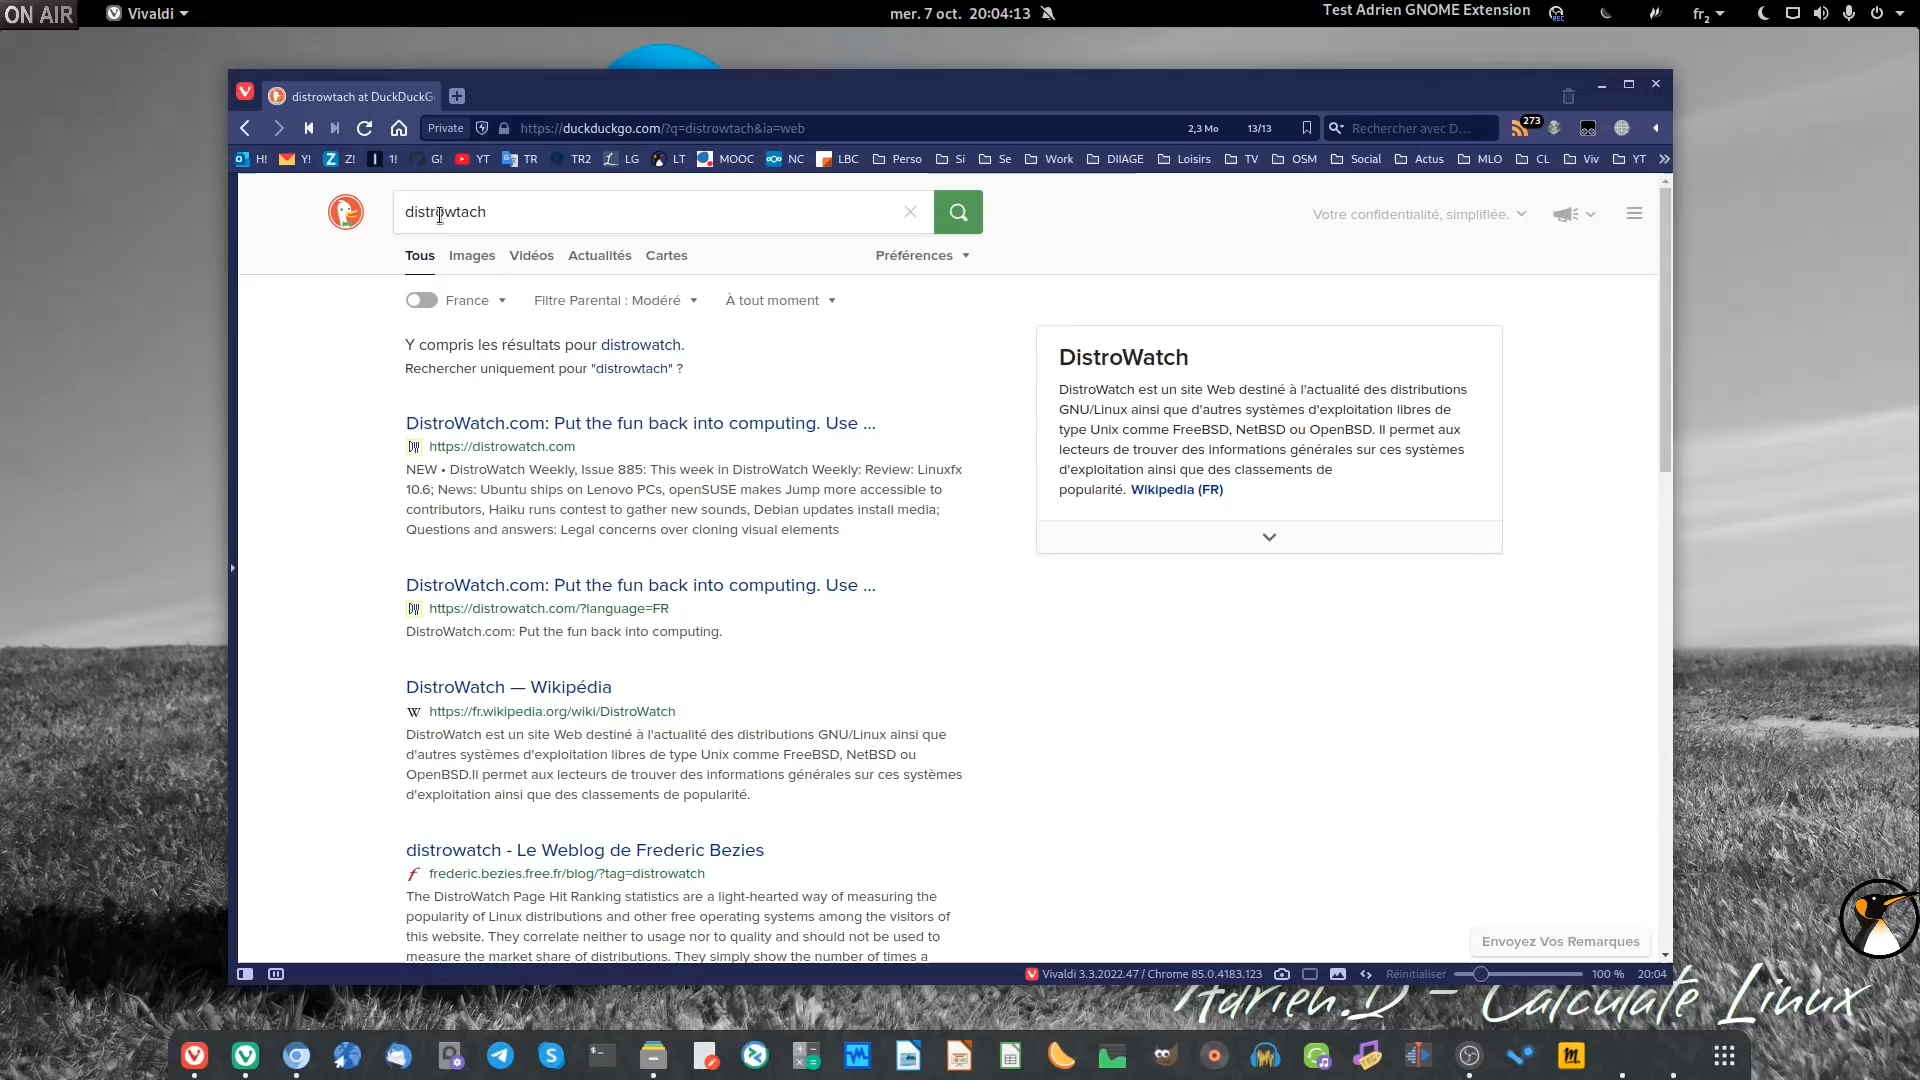 ON AIR
Vivaldi
mer. 7 oct. 20:04:13
Test Adrien GNOME Extension
REC
fr₂
distrowtach at DuckDuckG
Private
https://duckduckgo.com/?q=distrowtach&ia=web
2,3 Mo
13/13
Rechercher avec D...
273
H!
Y!
Z!
1!
G!
YT
TR
TR2
LG
LT
MOOC
NC
LBC
Perso
Si
Se
Work
DIIAGE
Loisirs
TV
OSM
Social
Actus
MLO
CL
Viv
YT
distrowtach
Votre confidentialité, simplifiée.
Tous
Images
Vidéos
Actualités
Cartes
Préférences
France
Filtre Parental : Modéré
À tout moment
Y compris les résultats pour distrowatch.
Rechercher uniquement pour "distrowtach" ?
DistroWatch.com: Put the fun back into computing. Use ...
https://distrowatch.com
NEW • DistroWatch Weekly, Issue 885: This week in DistroWatch Weekly: Review: Linuxfx
10.6; News: Ubuntu ships on Lenovo PCs, openSUSE makes Jump more accessible to
contributors, Haiku runs contest to gather new sounds, Debian updates install media;
Questions and answers: Legal concerns over cloning visual elements
DistroWatch.com: Put the fun back into computing. Use ...
https://distrowatch.com/?language=FR
DistroWatch.com: Put the fun back into computing.
DistroWatch — Wikipédia
https://fr.wikipedia.org/wiki/DistroWatch
DistroWatch est un site Web destiné à l'actualité des distributions GNU/Linux ainsi que
d'autres systèmes d'exploitation libres de type Unix comme FreeBSD, NetBSD ou
OpenBSD.Il permet aux lecteurs de trouver des informations générales sur ces systèmes
d'exploitation ainsi que des classements de popularité.
distrowatch - Le Weblog de Frederic Bezies
frederic.bezies.free.fr/blog/?tag=distrowatch
The DistroWatch Page Hit Ranking statistics are a light-hearted way of measuring the
popularity of Linux distributions and other free operating systems among the visitors of
this website. They correlate neither to usage nor to quality and should not be used to
measure the market share of distributions. They simply show the number of times a
DistroWatch
DistroWatch est un site Web destiné à l'actualité des distributions
GNU/Linux ainsi que d'autres systèmes d'exploitation libres de
type Unix comme FreeBSD, NetBSD ou OpenBSD. Il permet aux
lecteurs de trouver des informations générales sur ces systèmes
d'exploitation ainsi que des classements de
popularité. Wikipedia (FR)
Envoyez Vos Remarques
Vivaldi 3.3.2022.47 / Chrome 85.0.4183.123
Réinitialiser
100 %
20:04
Adrien.D - Calculate Linux